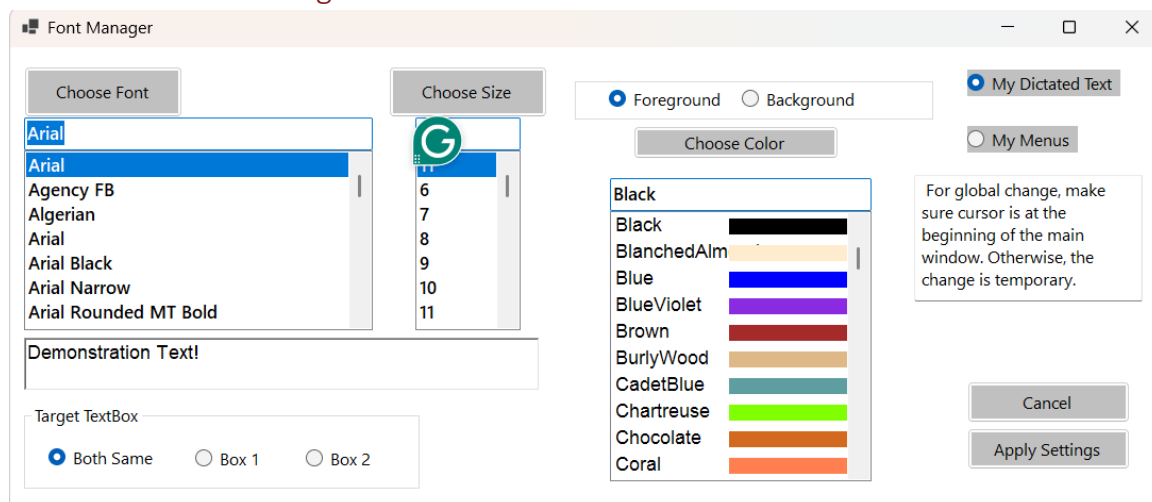 Font Manager
Choose Font
Choose Size
Foreground
Background
My Dictated Text
Arial
G
Choose Color
My Menus
Arial
Agency FB
Algerian
Arial
Arial Black
Arial Narrow
Arial Rounded MT Bold
6
7
8
9
10
11
Black
Black
BlanchedAlm
Blue
BlueViolet
Brown
BurlyWood
CadetBlue
Chartreuse
Chocolate
Coral
For global change, make
sure cursor is at the
beginning of the main
window. Otherwise, the
change is temporary.
Demonstration Text!
Target TextBox
Both Same
Box 1
Box 2
Cancel
Apply Settings